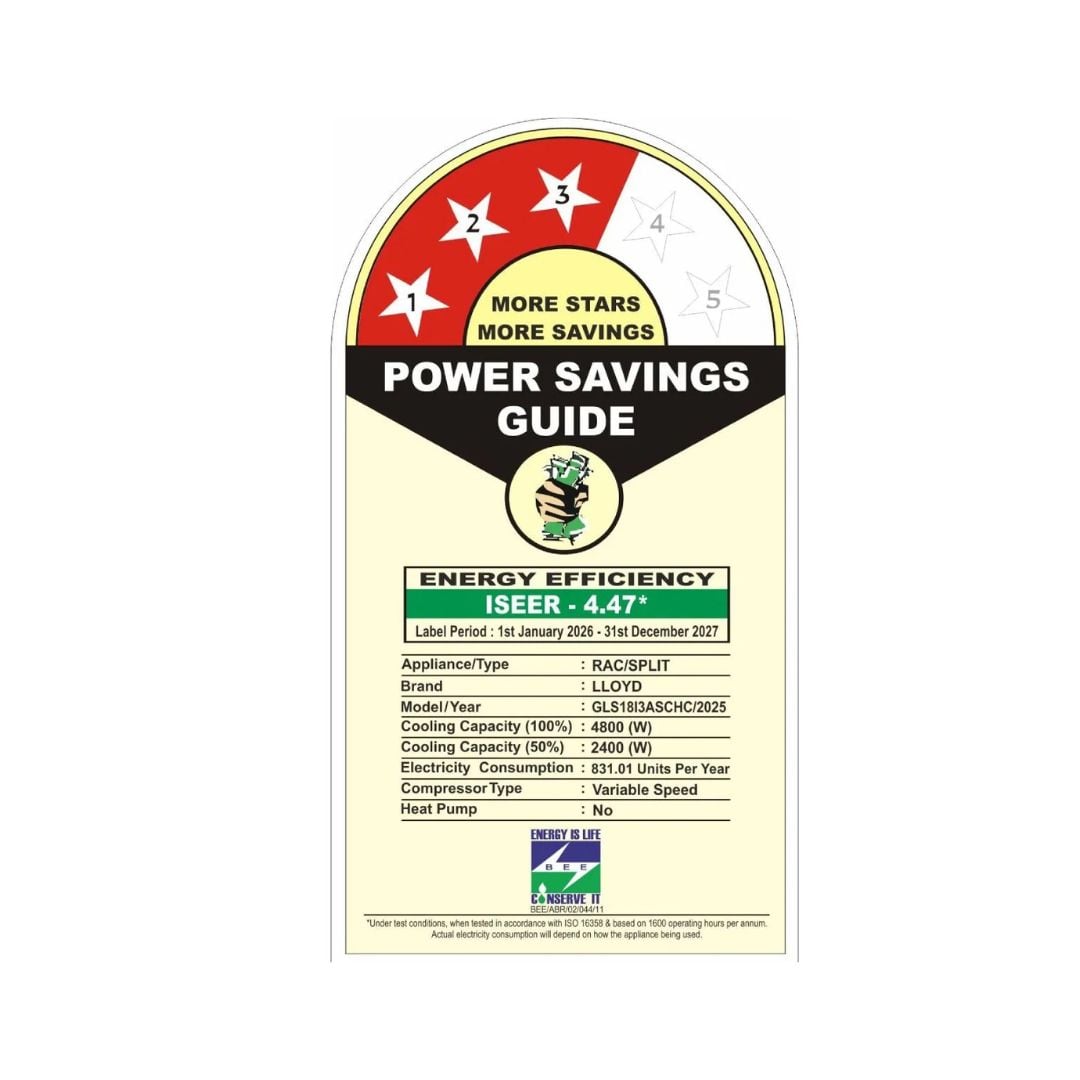 1
2
3
4
5
MORE STARS
MORE SAVINGS
POWER SAVINGS
GUIDE
ENERGY EFFICIENCY
ISEER - 4.47*
Label Period : 1st January 2026 - 31st December 2027
Appliance/Type : RAC/SPLIT
Brand : LLOYD
Model/Year : GLS18I3ASCHC/2025
Cooling Capacity (100%) : 4800 (W)
Cooling Capacity (50%) : 2400 (W)
Electricity Consumption : 831.01 Units Per Year
Compressor Type : Variable Speed
Heat Pump : No
ENERGY IS LIFE
BEE
CONSERVE IT
BEE/ABR/02/044/11
*Under test conditions, when tested in accordance with ISO 16358 & based on 1600 operating hours per annum.
Actual electricity consumption will depend on how the appliance being used.